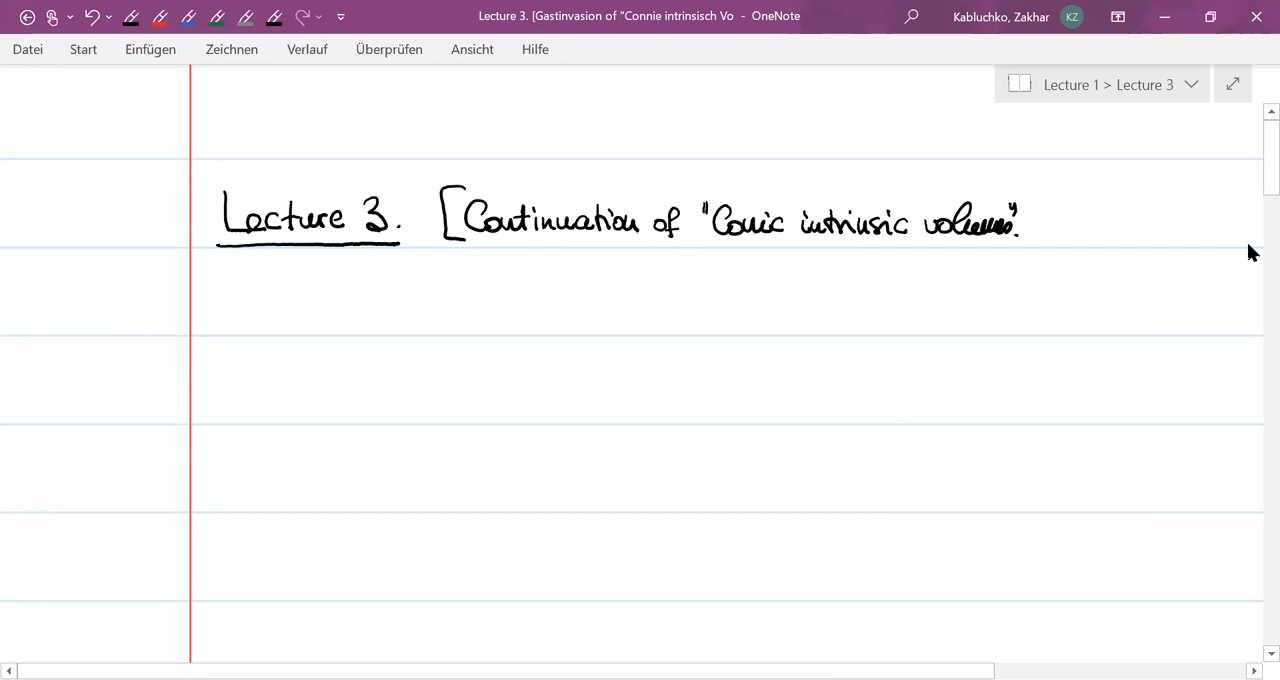 Lecture 3. [Gastinvasion of "Connie intrinsisch Vo - OneNote
Kabluchko, Zakhar KZ
Datei Start Einfügen Zeichnen Verlauf Überprüfen Ansicht Hilfe
Lecture 1 > Lecture 3
Lecture 3. [Continuation of "Conic intrinsic volumes".